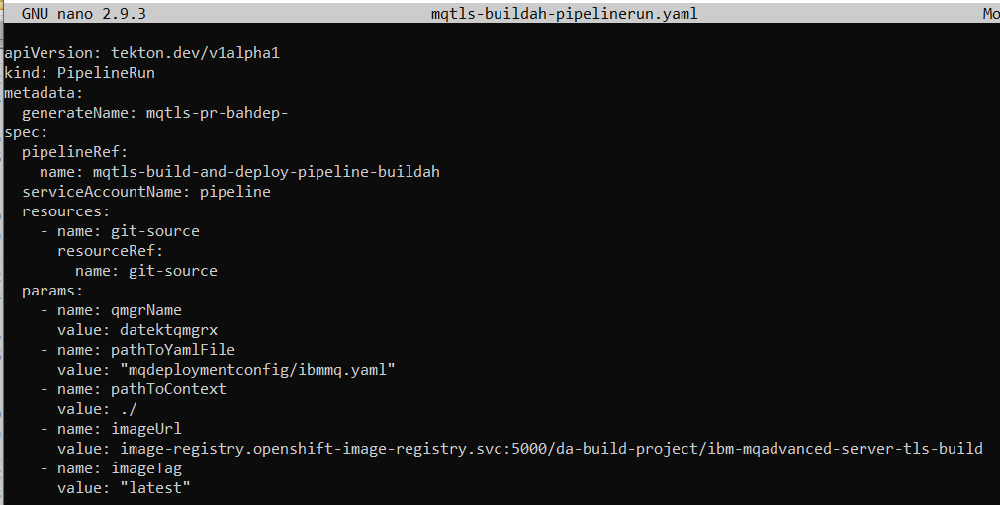 GNU nano 2.9.3 mqtls-buildah-pipelinerun.yaml Mo
apiVersion: tekton.dev/v1alpha1
kind: PipelineRun
metadata:
  generateName: mqtls-pr-bahdep-
spec:
  pipelineRef:
    name: mqtls-build-and-deploy-pipeline-buildah
  serviceAccountName: pipeline
  resources:
    - name: git-source
      resourceRef:
        name: git-source
  params:
    - name: qmgrName
      value: datektqmgrx
    - name: pathToYamlFile
      value: "mqdeploymentconfig/ibmmq.yaml"
    - name: pathToContext
      value: ./
    - name: imageUrl
      value: image-registry.openshift-image-registry.svc:5000/da-build-project/ibm-mqadvanced-server-tls-build
    - name: imageTag
      value: "latest"